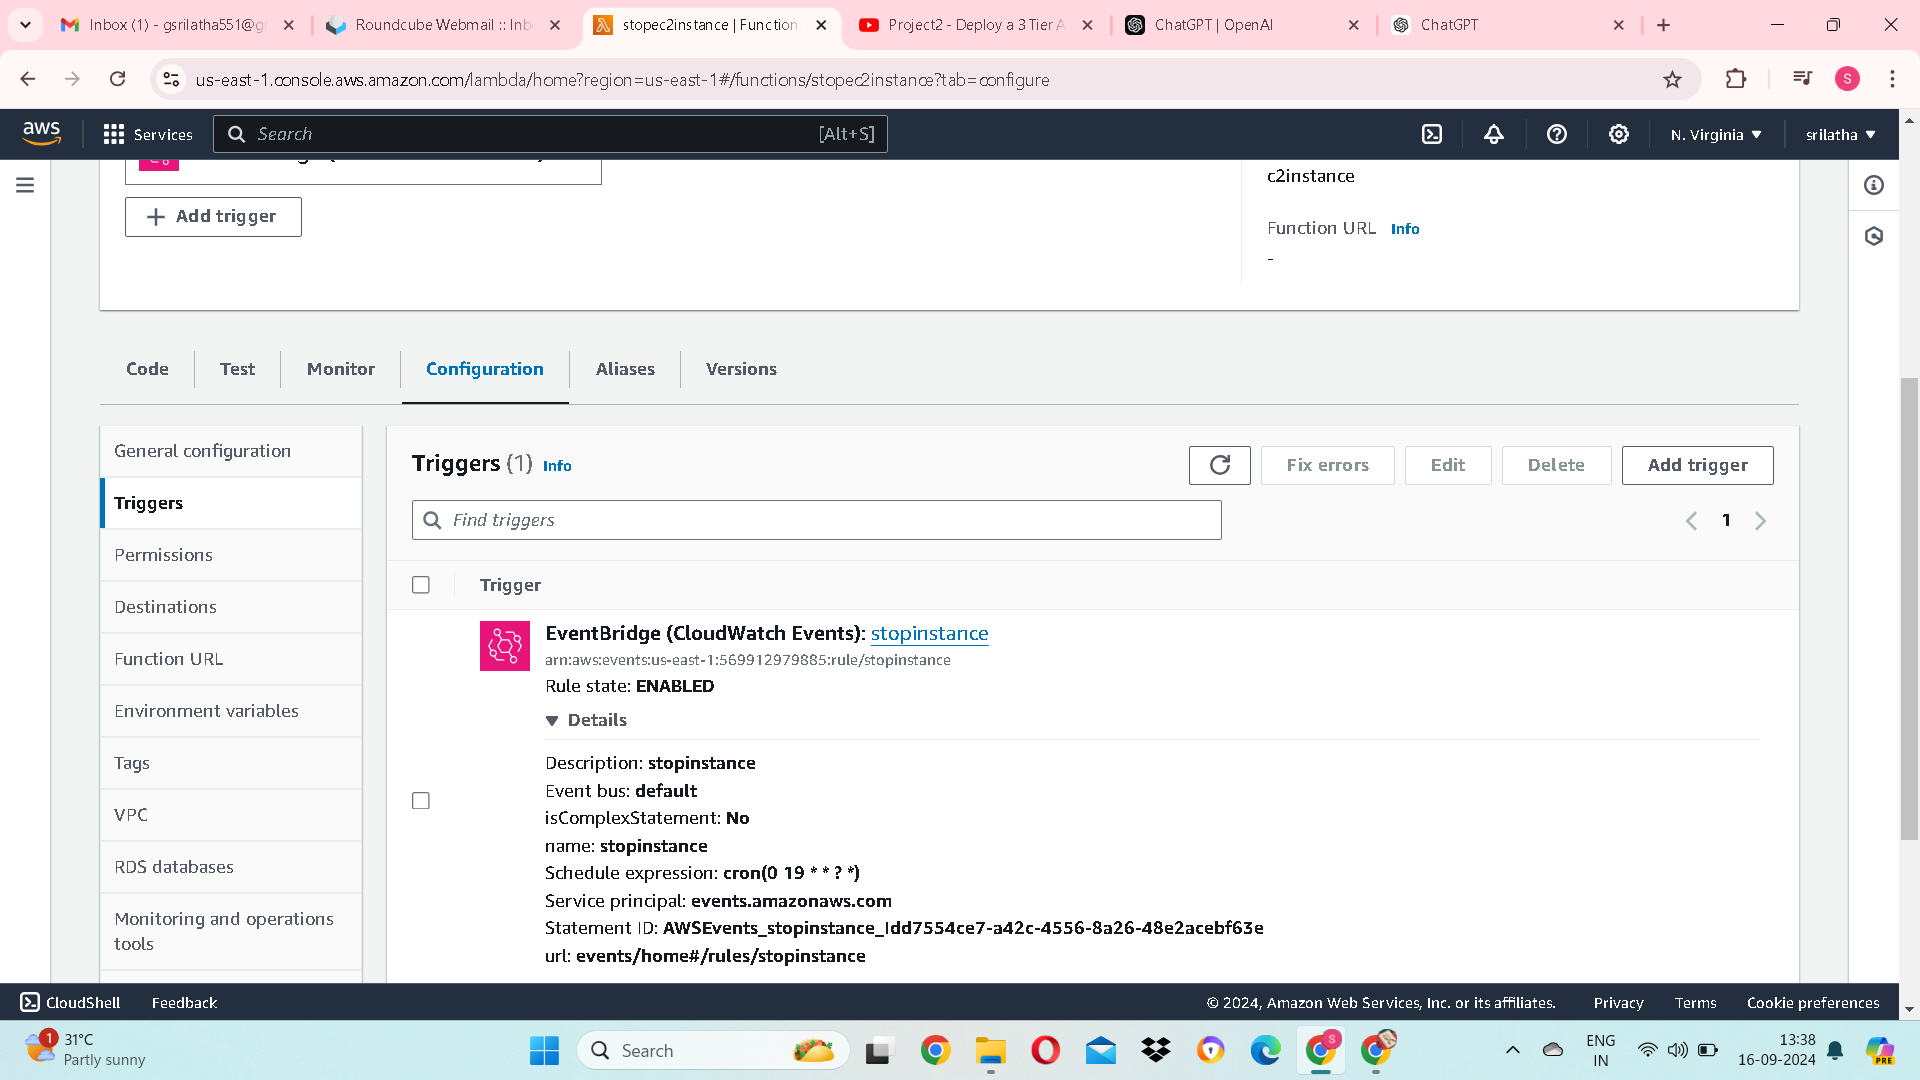 Inbox (1) - gsrilatha551@g
Roundcube Webmail :: Inb
stopec2instance | Function
Project2 - Deploy a 3 Tier A
ChatGPT | OpenAI
ChatGPT
us-east-1.console.aws.amazon.com/lambda/home?region=us-east-1#/functions/stopec2instance?tab=configure
S
aws
Services
Search
[Alt+S]
N. Virginia
srilatha
c2instance
Add trigger
Function URL Info
-
Code
Test
Monitor
Configuration
Aliases
Versions
General configuration
Triggers
Permissions
Destinations
Function URL
Environment variables
Tags
VPC
RDS databases
Monitoring and operations
tools
Triggers (1) Info
Fix errors
Edit
Delete
Add trigger
Find triggers
1
Trigger
EventBridge (CloudWatch Events): stopinstance
arn:aws:events:us-east-1:569912979885:rule/stopinstance
Rule state: ENABLED
Details
Description: stopinstance
Event bus: default
isComplexStatement: No
name: stopinstance
Schedule expression: cron(0 19 * * ? *)
Service principal: events.amazonaws.com
Statement ID: AWSEvents_stopinstance_Idd7554ce7-a42c-4556-8a26-48e2acebf63e
url: events/home#/rules/stopinstance
CloudShell
Feedback
© 2024, Amazon Web Services, Inc. or its affiliates.
Privacy
Terms
Cookie preferences
1
31°C
Partly sunny
Search
S
ENG
IN
13:38
16-09-2024
PRE